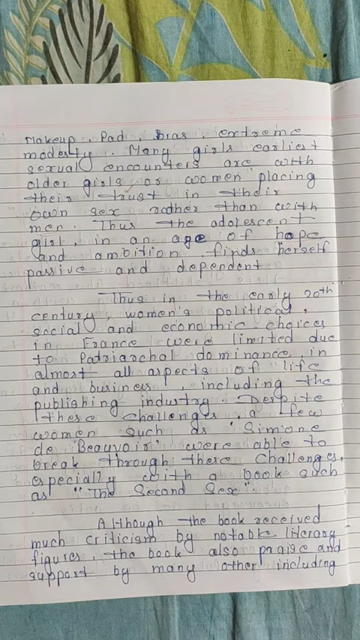 Makeup, Pad, bras, extreme
modesty. Many girls earliest
sexual encounters are with
older girls or women placing
their trust in their
own sex rather than with
men. Thus the adolescent
girl, in an age of hope
and ambition finds herself
passive and dependent.
Thus in the early 20th
century, women's political,
social and economic choices
in France were limited due
to Patriarchal dominance in
almost all aspects of life
and business, including the
publishing industry. Despite
these challenges, a few
women such as "Simone
de Beauvoir" were able to
break through these challenges,
especially with a book such
as "The Second Sex".
Although the book received
much criticism by notable literary
figures, the book also praise and
support by many other including